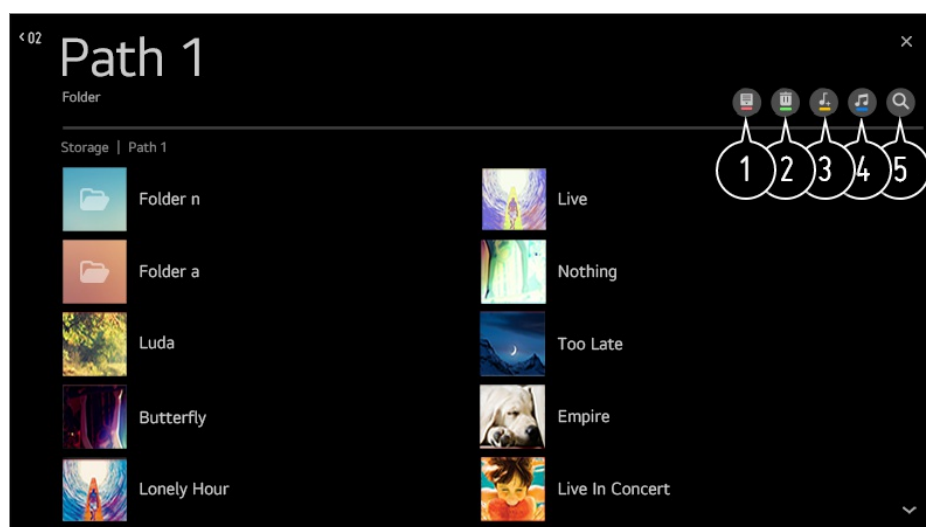 <02
Path 1
Folder
1 2 3 4 5
Storage | Path 1
Folder n
Folder a
Luda
Butterfly
Lonely Hour
Live
Nothing
Too Late
Empire
Live In Concert